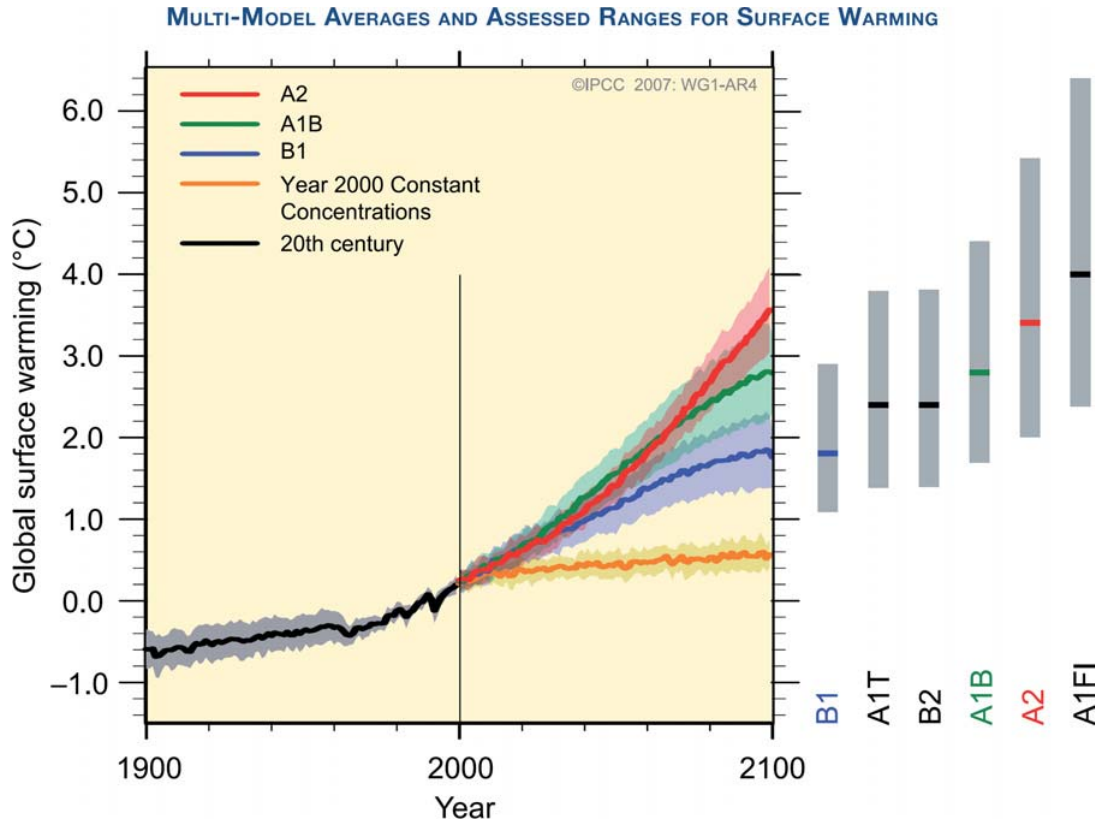 MULTI-MODEL AVERAGES AND ASSESSED RANGES FOR SURFACE WARMING
©IPCC 2007: WG1-AR4
A2
A1B
B1
Year 2000 Constant
Concentrations
20th century
Global surface warming (°C)
6.0
5.0
4.0
3.0
2.0
1.0
0.0
–1.0
1900
2000
2100
Year
B1
A1T
B2
A1B
A2
A1FI